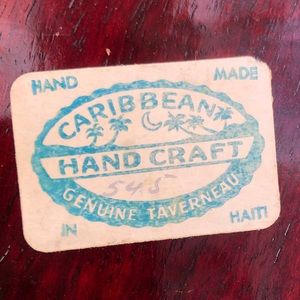 HAND MADE
CARIBBEAN
HAND CRAFT
545
GENUINE TAVERNEAU
IN HAITI